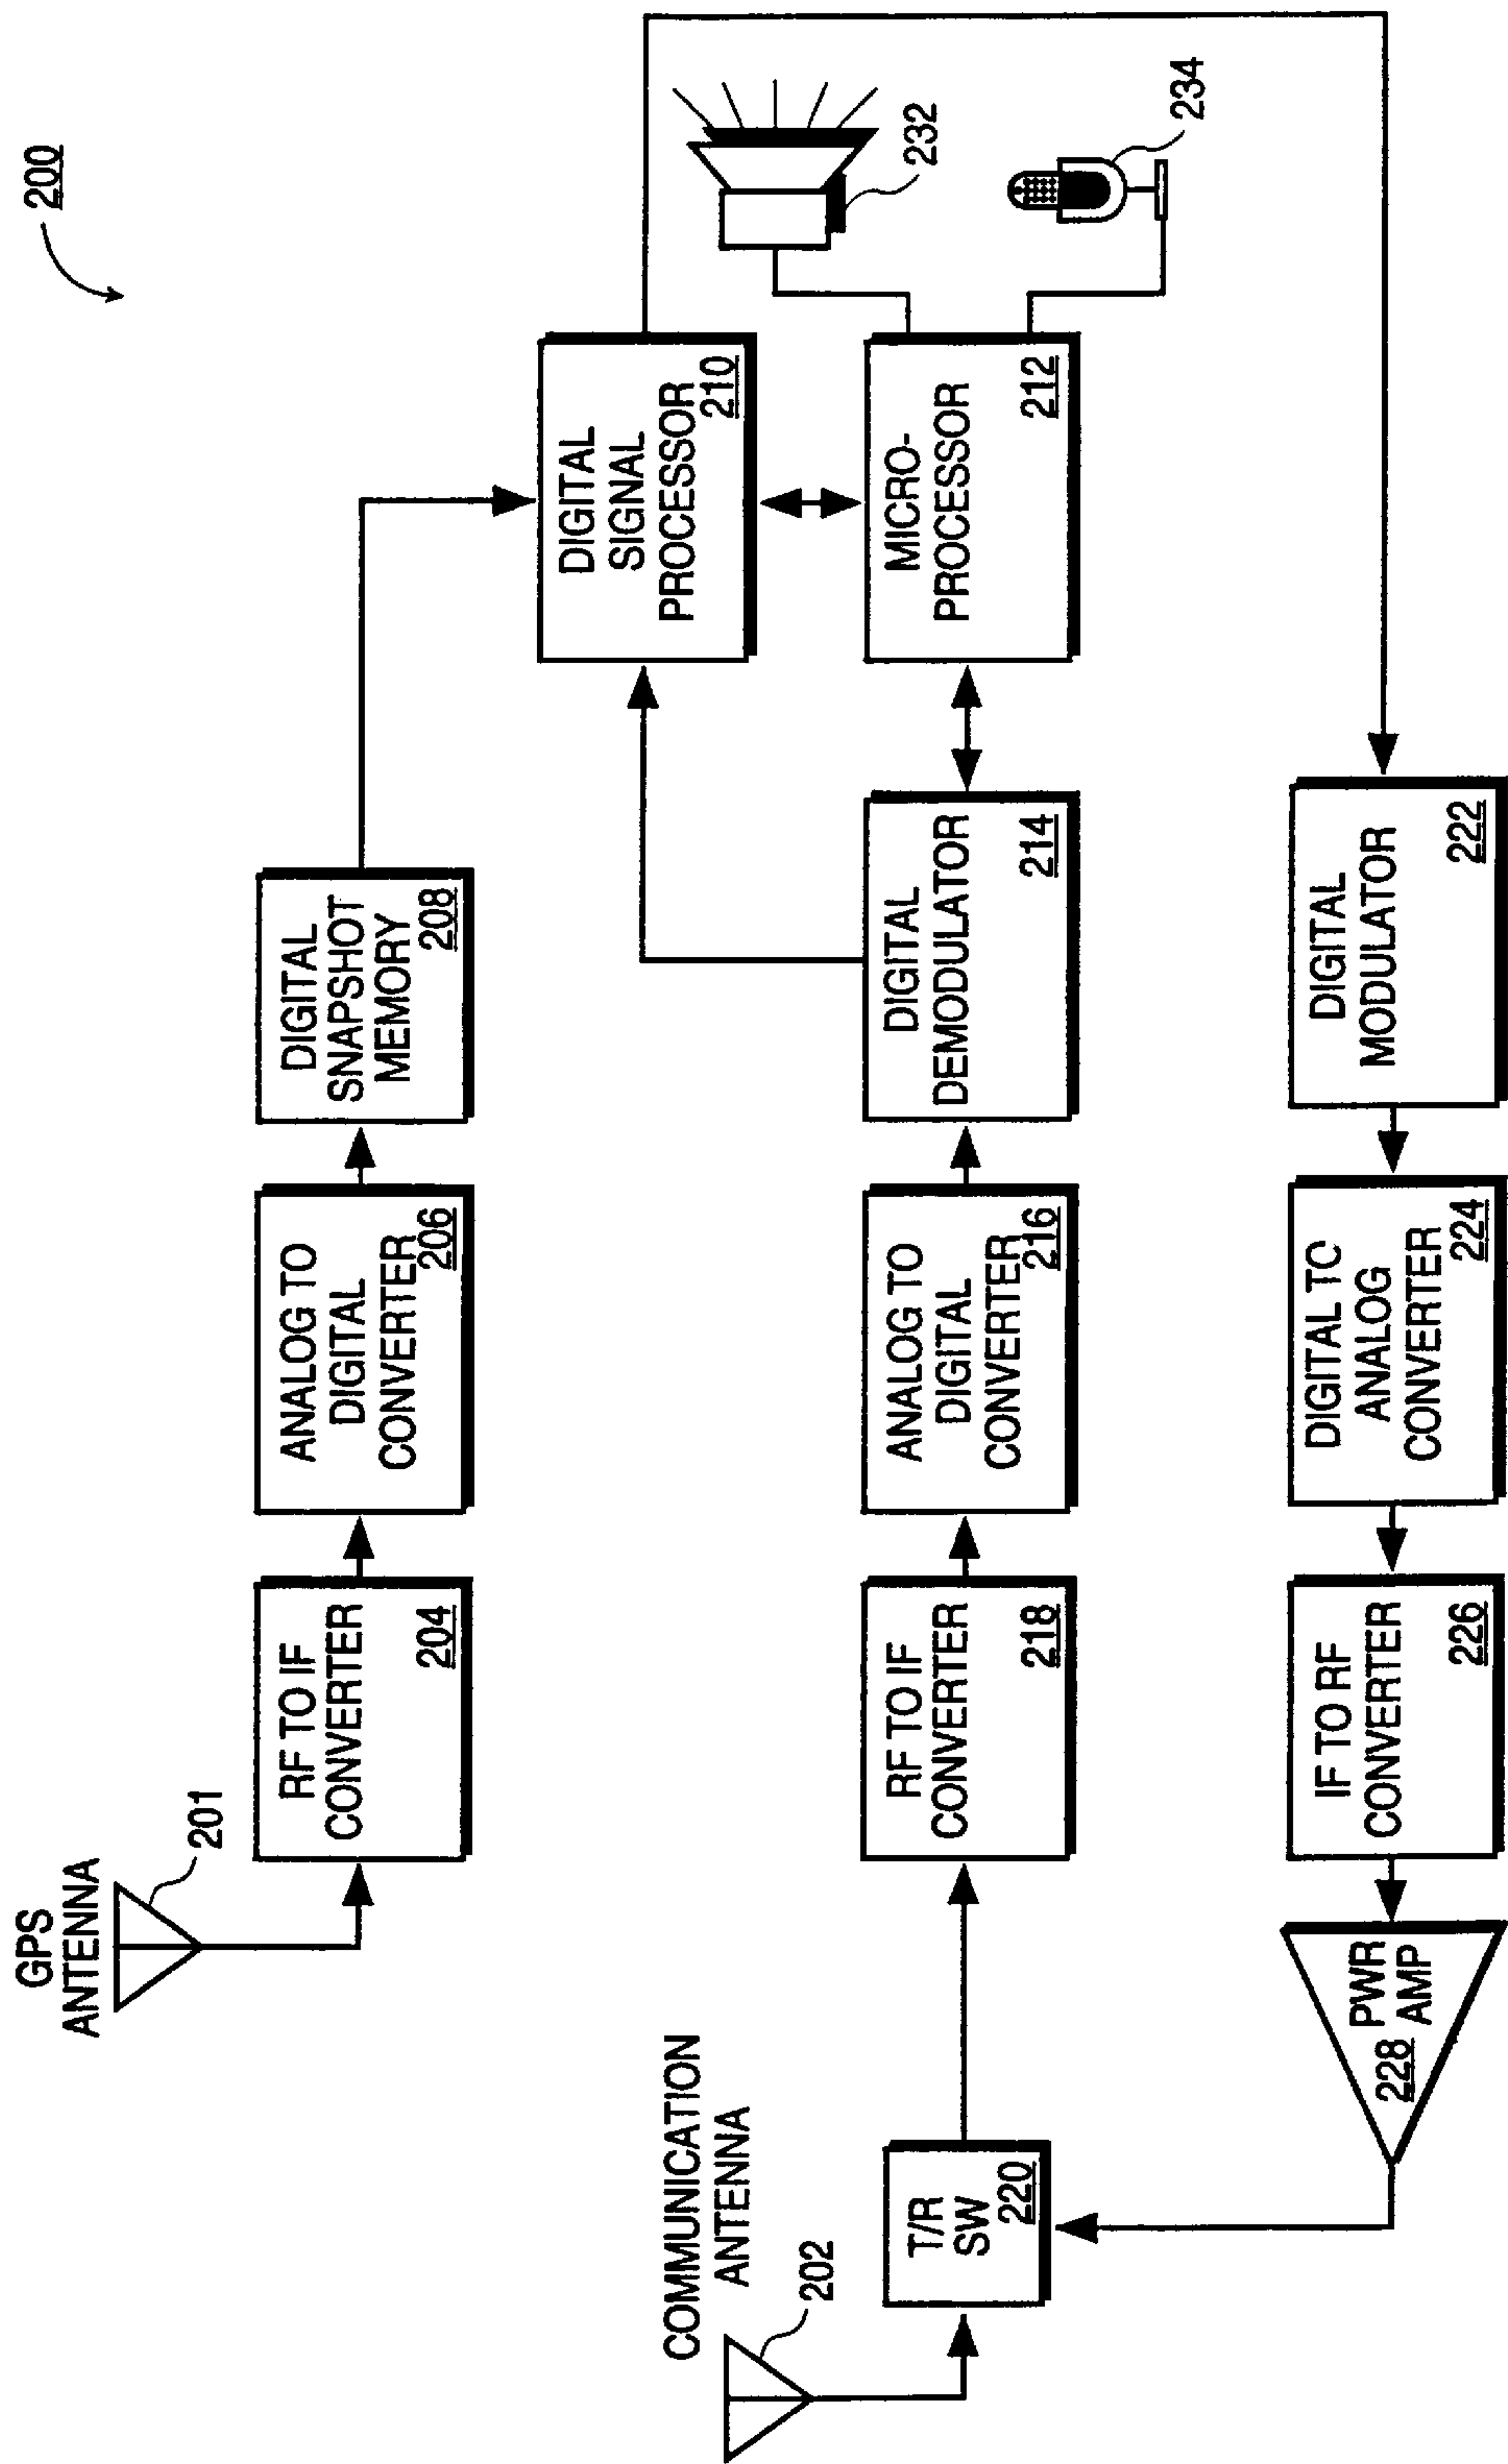 200
GPS
ANTENNA
201
RF TO IF
CONVERTER
204
ANALOG TO
DIGITAL
CONVERTER
206
DIGITAL
SNAPSHOT
MEMORY
208
DIGITAL
SIGNAL
PROCESSOR
210
MICRO-
PROCESSOR
212
232
234
COMMUNICATION
ANTENNA
202
T/R
SW
220
RF TO IF
CONVERTER
218
ANALOG TO
DIGITAL
CONVERTER
216
DIGITAL
DEMODULATOR
214
PWR
AMP
228
IF TO RF
CONVERTER
226
DIGITAL TO
ANALOG
CONVERTER
224
DIGITAL
MODULATOR
222